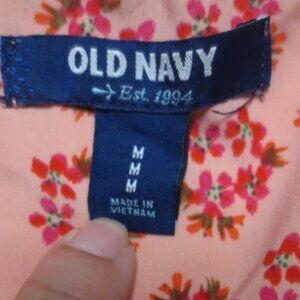 OLD NAVY
Est. 1994
M
M
M
MADE IN
VIETNAM